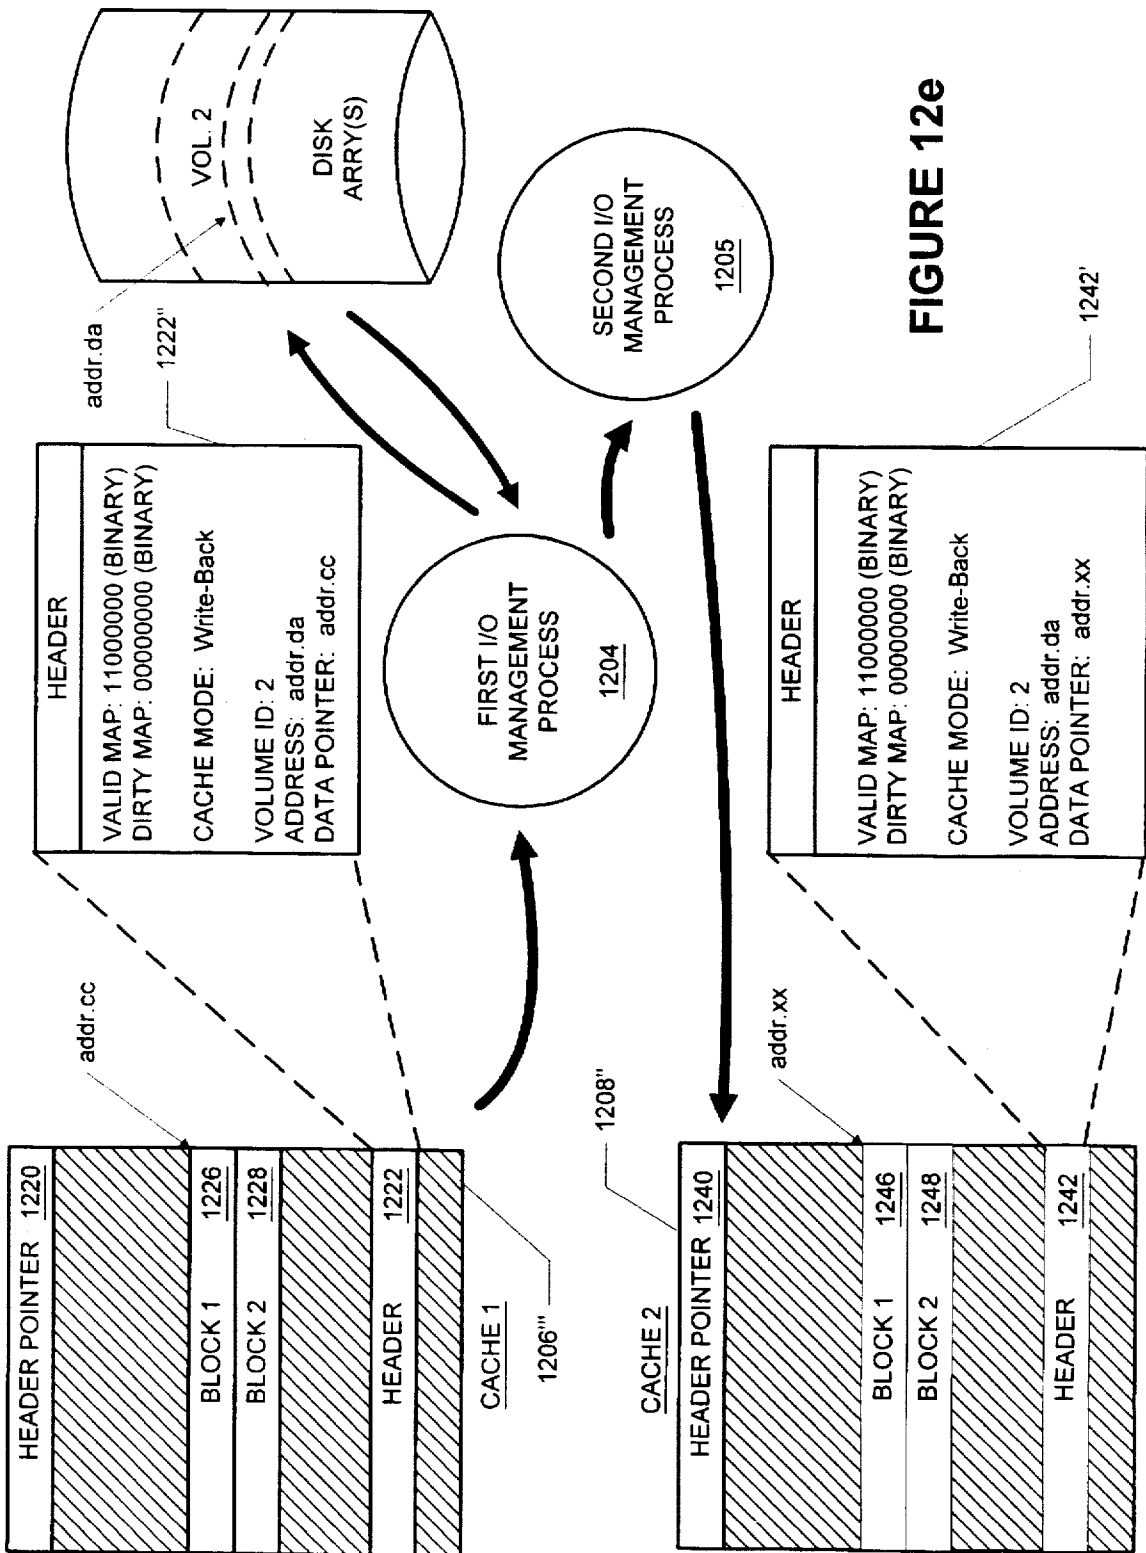 HEADER POINTER 1220
BLOCK 1 1226
BLOCK 2 1228
HEADER 1222
CACHE 1
1206'''
addr.cc
HEADER
VALID MAP: 11000000 (BINARY)
DIRTY MAP: 00000000 (BINARY)
CACHE MODE: Write-Back
VOLUME ID: 2
ADDRESS: addr.da
DATA POINTER: addr.cc
1222"
addr.da
VOL. 2
DISK
ARRY(S)
FIRST I/O
MANAGEMENT
PROCESS
1204
SECOND I/O
MANAGEMENT
PROCESS
1205
1208"
CACHE 2
HEADER POINTER 1240
BLOCK 1 1246
BLOCK 2 1248
HEADER 1242
addr.xx
HEADER
VALID MAP: 11000000 (BINARY)
DIRTY MAP: 00000000 (BINARY)
CACHE MODE: Write-Back
VOLUME ID: 2
ADDRESS: addr.da
DATA POINTER: addr.xx
1242'
FIGURE 12e